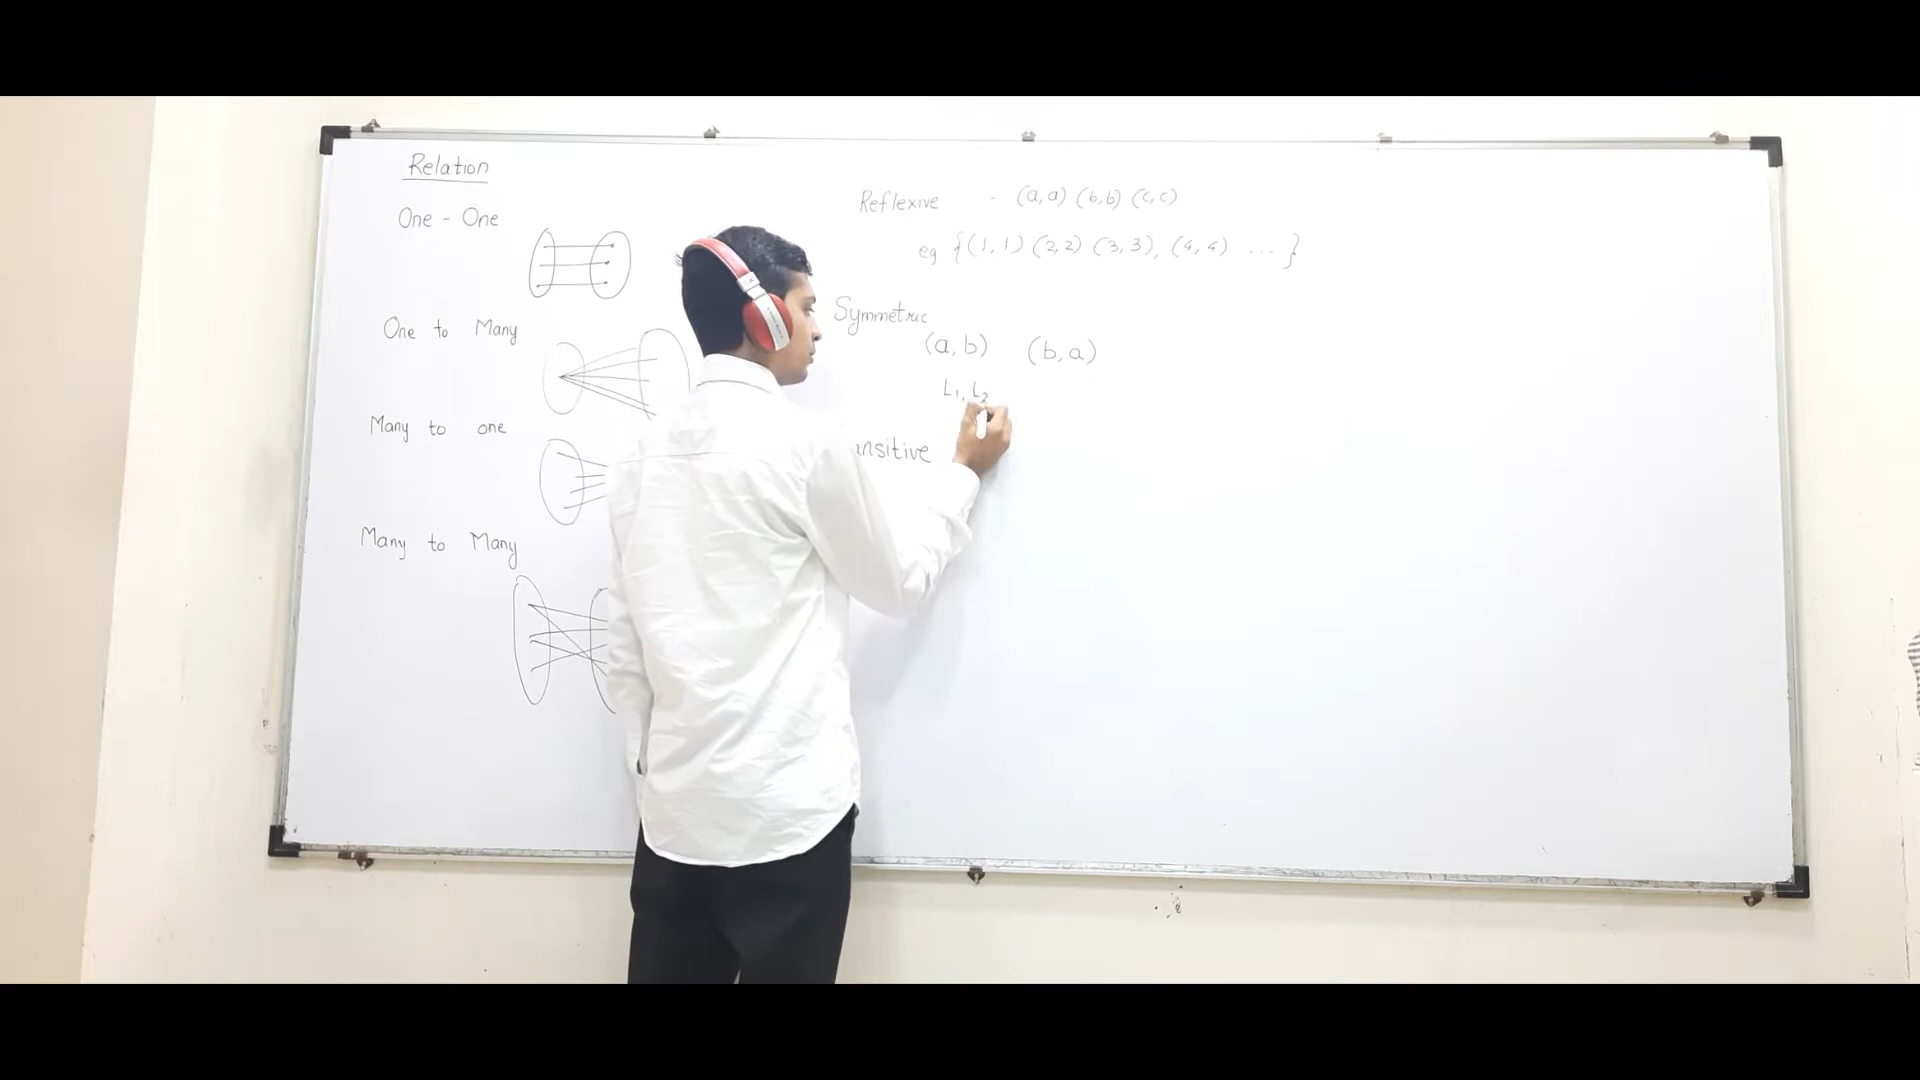 Relation
One - One
One to Many
Many to one
Many to Many
Reflexive - (a,a) (b,b) (c,c)
eg {(1,1) (2,2) (3,3), (4,4) ... }
Symmetric
(a,b) (b,a)
L1, L2
ansitive